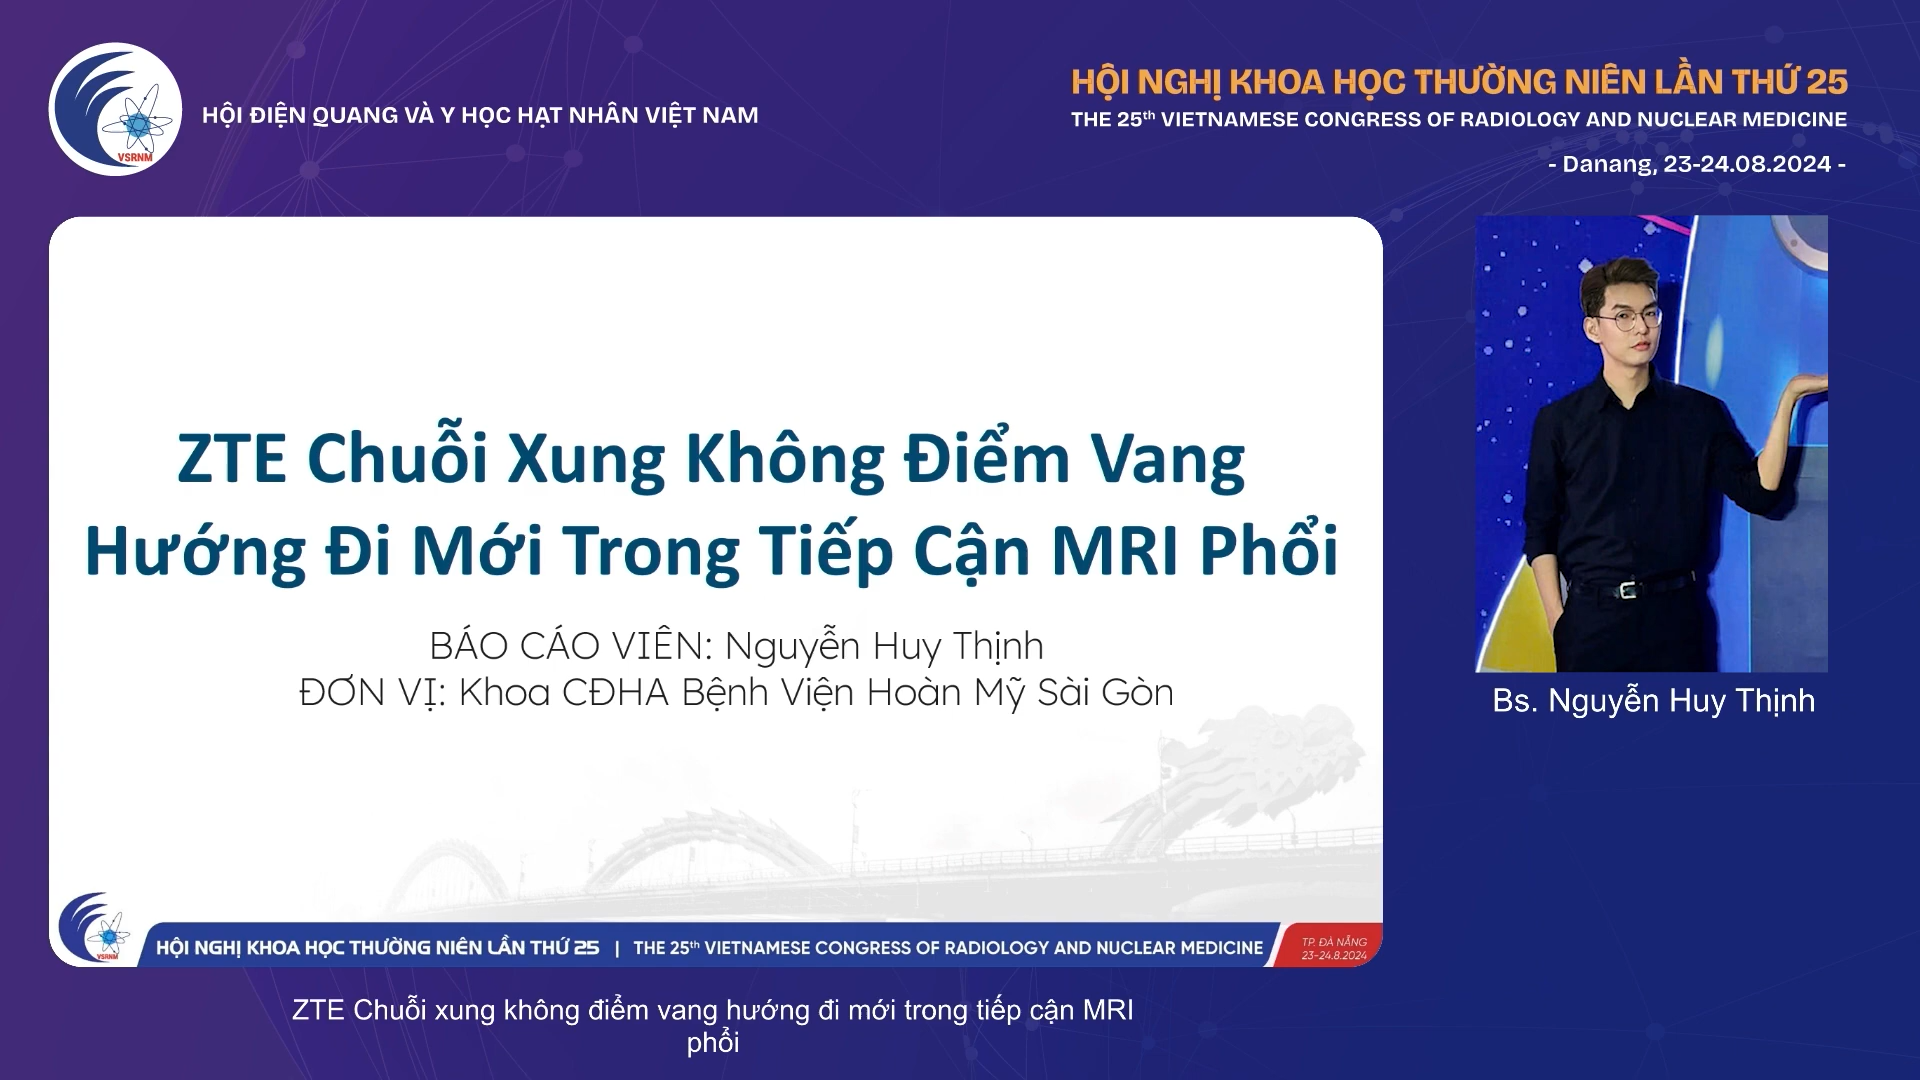 VSRNM
HỘI ĐIỆN QUANG VÀ Y HỌC HẠT NHÂN VIỆT NAM
HỘI NGHỊ KHOA HỌC THƯỜNG NIÊN LẦN THỨ 25
THE 25th VIETNAMESE CONGRESS OF RADIOLOGY AND NUCLEAR MEDICINE
- Danang, 23-24.08.2024 -
ZTE Chuỗi Xung Không Điểm Vang
Hướng Đi Mới Trong Tiếp Cận MRI Phổi
BÁO CÁO VIÊN: Nguyễn Huy Thịnh
ĐƠN VỊ: Khoa CĐHA Bệnh Viện Hoàn Mỹ Sài Gòn
Bs. Nguyễn Huy Thịnh
VSRNM
HỘI NGHỊ KHOA HỌC THƯỜNG NIÊN LẦN THỨ 25 | THE 25th VIETNAMESE CONGRESS OF RADIOLOGY AND NUCLEAR MEDICINE
TP. ĐÀ NẴNG
23-24.8.2024
ZTE Chuỗi xung không điểm vang hướng đi mới trong tiếp cận MRI
phổi